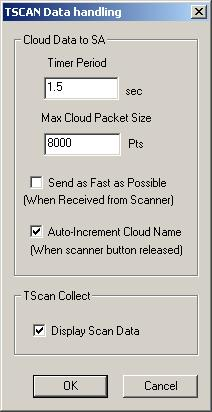 TSCAN Data handling
Cloud Data to SA
Timer Period
1.5 sec
Max Cloud Packet Size
8000 Pts
Send as Fast as Possible
(When Received from Scanner)
Auto-Increment Cloud Name
(When scanner button released)
TScan Collect
Display Scan Data
OK Cancel